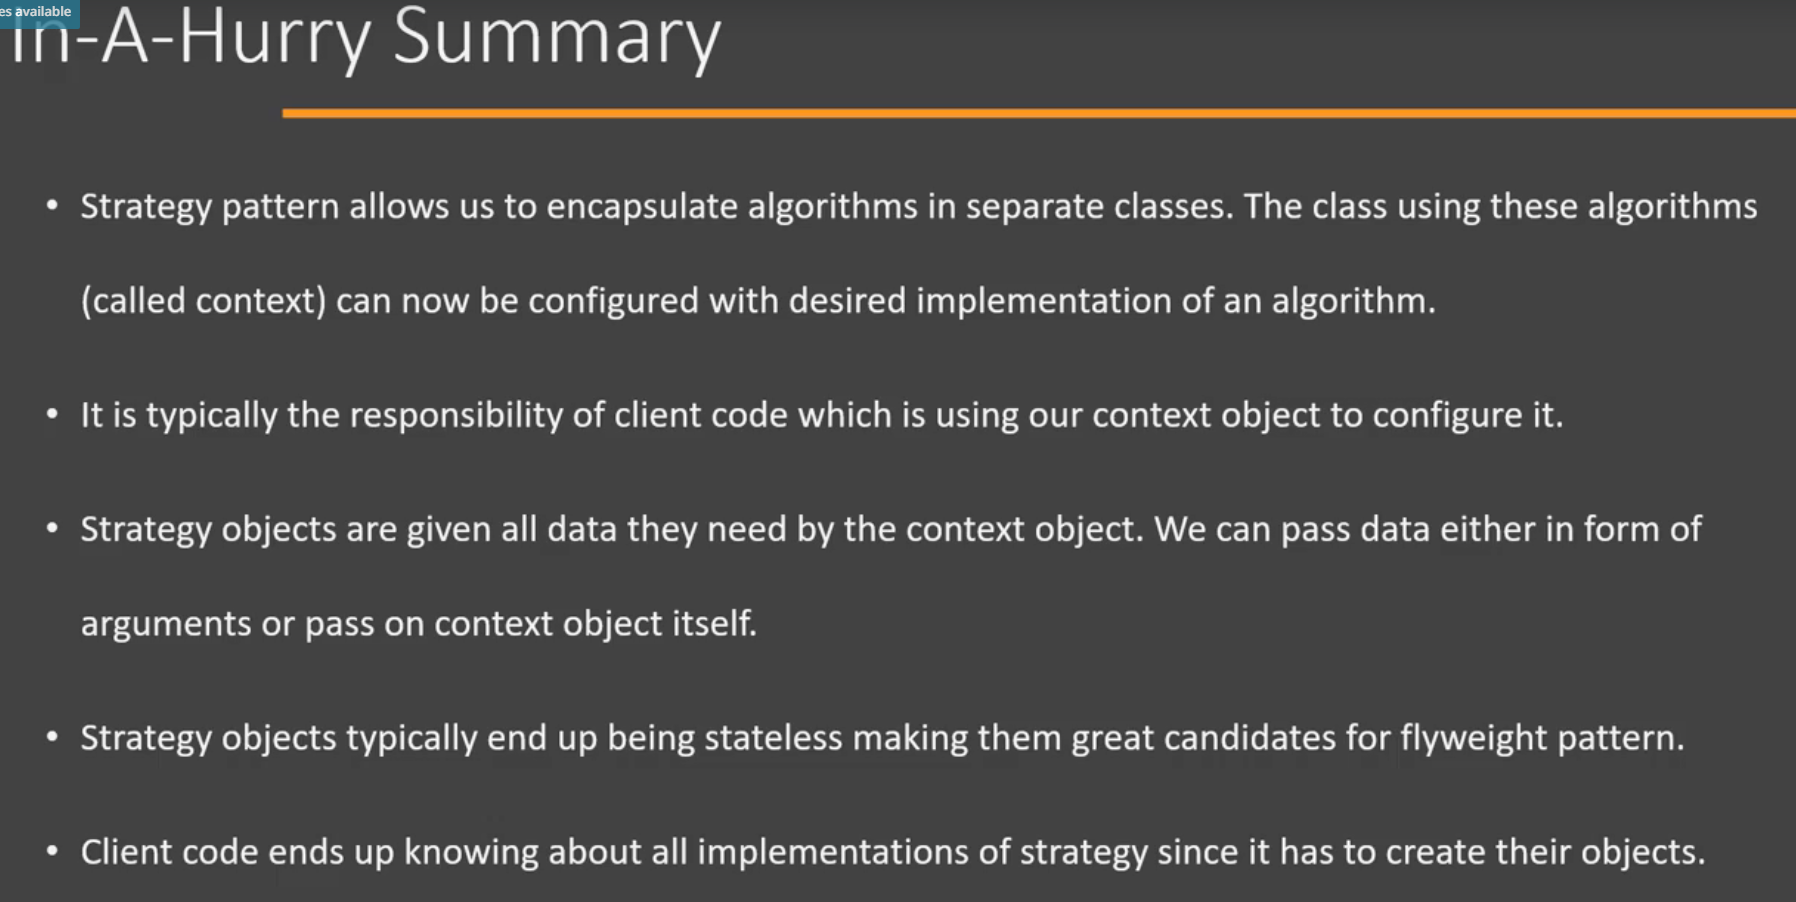 es available
In-A-Hurry Summary
• Strategy pattern allows us to encapsulate algorithms in separate classes. The class using these algorithms
(called context) can now be configured with desired implementation of an algorithm.
• It is typically the responsibility of client code which is using our context object to configure it.
• Strategy objects are given all data they need by the context object. We can pass data either in form of
arguments or pass on context object itself.
• Strategy objects typically end up being stateless making them great candidates for flyweight pattern.
• Client code ends up knowing about all implementations of strategy since it has to create their objects.